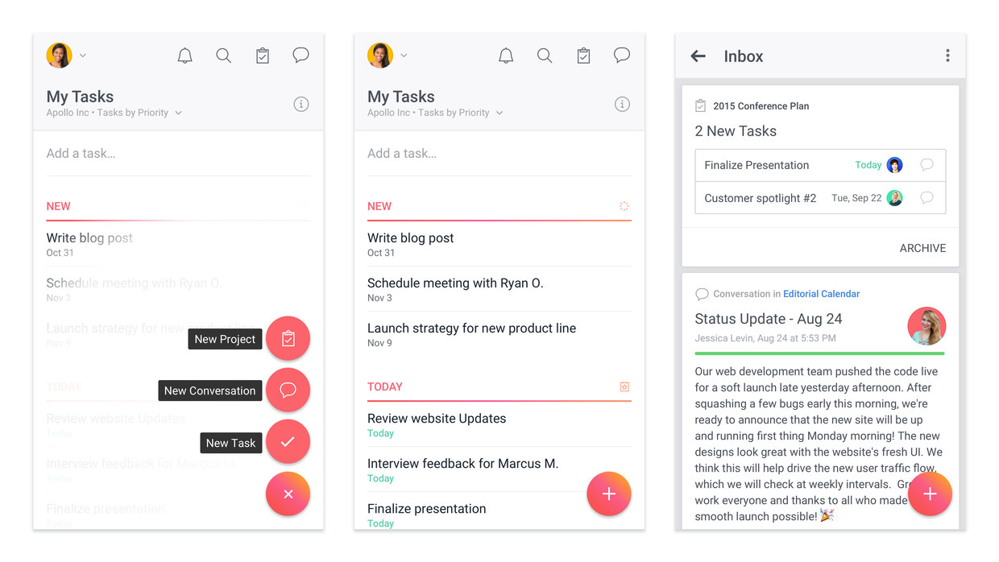 My Tasks
Apollo Inc • Tasks by Priority
Add a task...
NEW
Write blog post
Oct 31
Schedule meeting with Ryan O.
Nov 3
Launch strategy for new product line
Nov 9
New Project
TODAY
New Conversation
Review website Updates
Today
New Task
Interview feedback for Marcus M.
Today
Finalize presentation
Today
My Tasks
Apollo Inc • Tasks by Priority
Add a task...
NEW
Write blog post
Oct 31
Schedule meeting with Ryan O.
Nov 3
Launch strategy for new product line
Nov 9
TODAY
Review website Updates
Today
Interview feedback for Marcus M.
Today
Finalize presentation
Today
Inbox
2015 Conference Plan
2 New Tasks
Finalize Presentation Today
Customer spotlight #2 Tue, Sep 22
ARCHIVE
Conversation in Editorial Calendar
Status Update - Aug 24
Jessica Levin, Aug 24 at 5:53 PM
Our web development team pushed the code live
for a soft launch late yesterday afternoon. After
squashing a few bugs early this morning, we're
ready to announce that the new site will be up
and running first thing Monday morning! The new
designs look great with the website's fresh UI. We
think this will help drive the new user traffic flow,
which we will check at weekly intervals.
work everyone and thanks to all who made
smooth launch possible! 🎉